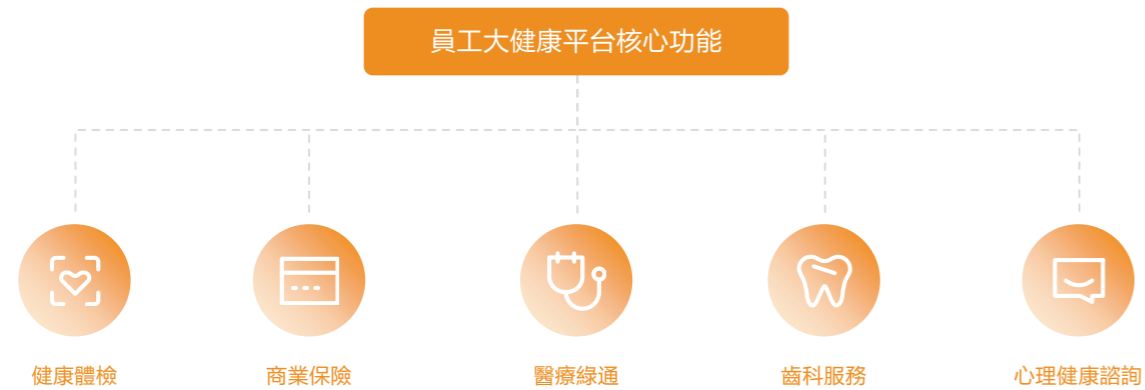 員工大健康平台核心功能
健康體檢
商業保險
醫療綠通
齒科服務
心理健康諮詢